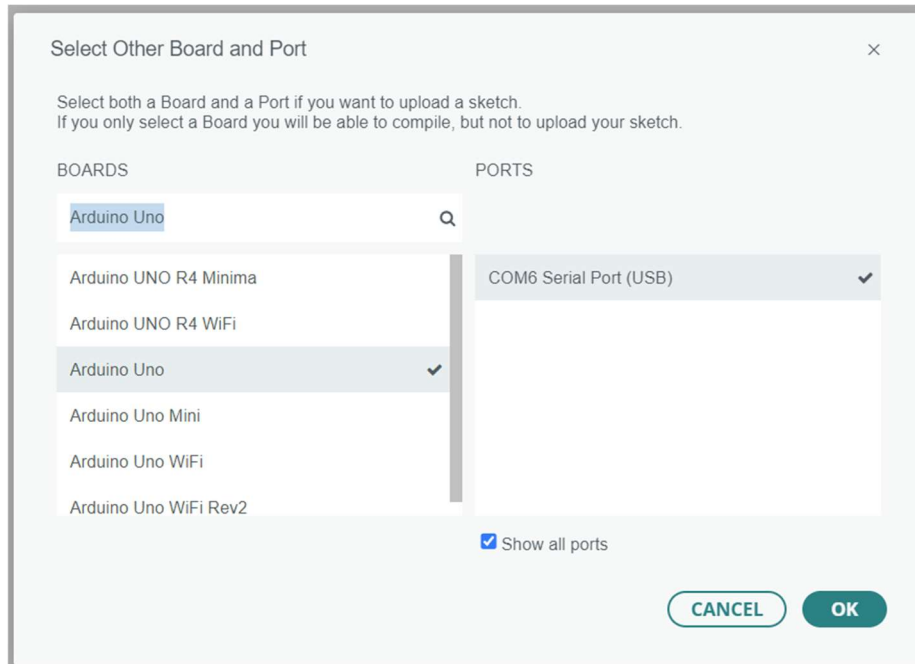 Select Other Board and Port
Select both a Board and a Port if you want to upload a sketch.
If you only select a Board you will be able to compile, but not to upload your sketch.
BOARDS
Arduino Uno
Arduino UNO R4 Minima
Arduino UNO R4 WiFi
Arduino Uno
Arduino Uno Mini
Arduino Uno WiFi
Arduino Uno WiFi Rev2
PORTS
COM6 Serial Port (USB)
Show all ports
CANCEL
OK